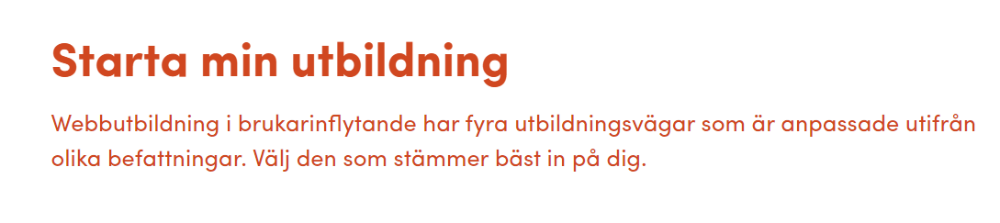 Starta min utbildning
Webbutbildning i brukarinflytande har fyra utbildningsvägar som är anpassade utifrån
olika befattningar. Välj den som stämmer bäst in på dig.